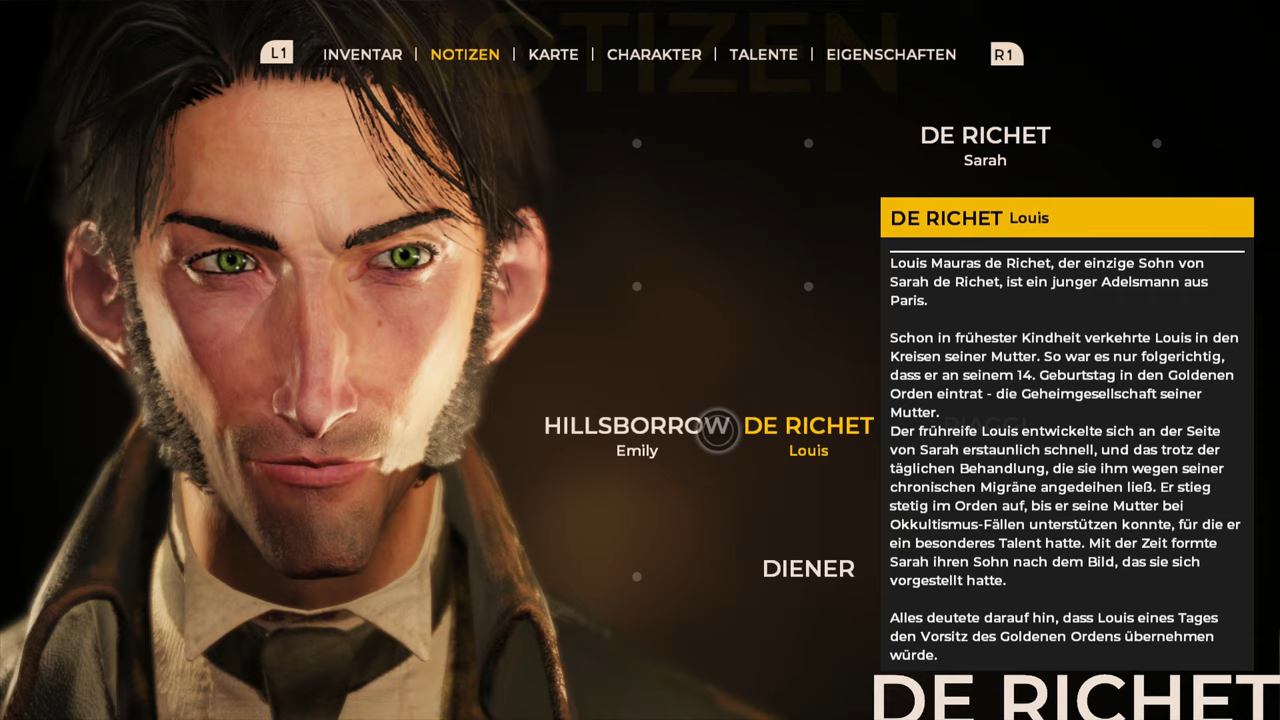 NOTIZEN
L1 INVENTAR | NOTIZEN | KARTE | CHARAKTER | TALENTE | EIGENSCHAFTEN R1
DE RICHET
Sarah
DE RICHET Louis
Louis Mauras de Richet, der einzige Sohn von
Sarah de Richet, ist ein junger Adelsmann aus
Paris.
Schon in frühester Kindheit verkehrte Louis in den
Kreisen seiner Mutter. So war es nur folgerichtig,
dass er an seinem 14. Geburtstag in den Goldenen
Orden eintrat - die Geheimgesellschaft seiner
Mutter.
Der frühreife Louis entwickelte sich an der Seite
von Sarah erstaunlich schnell, und das trotz der
täglichen Behandlung, die sie ihm wegen seiner
chronischen Migräne angedeihen ließ. Er stieg
stetig im Orden auf, bis er seine Mutter bei
Okkultismus-Fällen unterstützen konnte, für die er
ein besonderes Talent hatte. Mit der Zeit formte
Sarah ihren Sohn nach dem Bild, das sie sich
vorgestellt hatte.
Alles deutete darauf hin, dass Louis eines Tages
den Vorsitz des Goldenen Ordens übernehmen
würde.
HILLSBORROW
Emily
DE RICHET
Louis
DIENER
DE RICHET